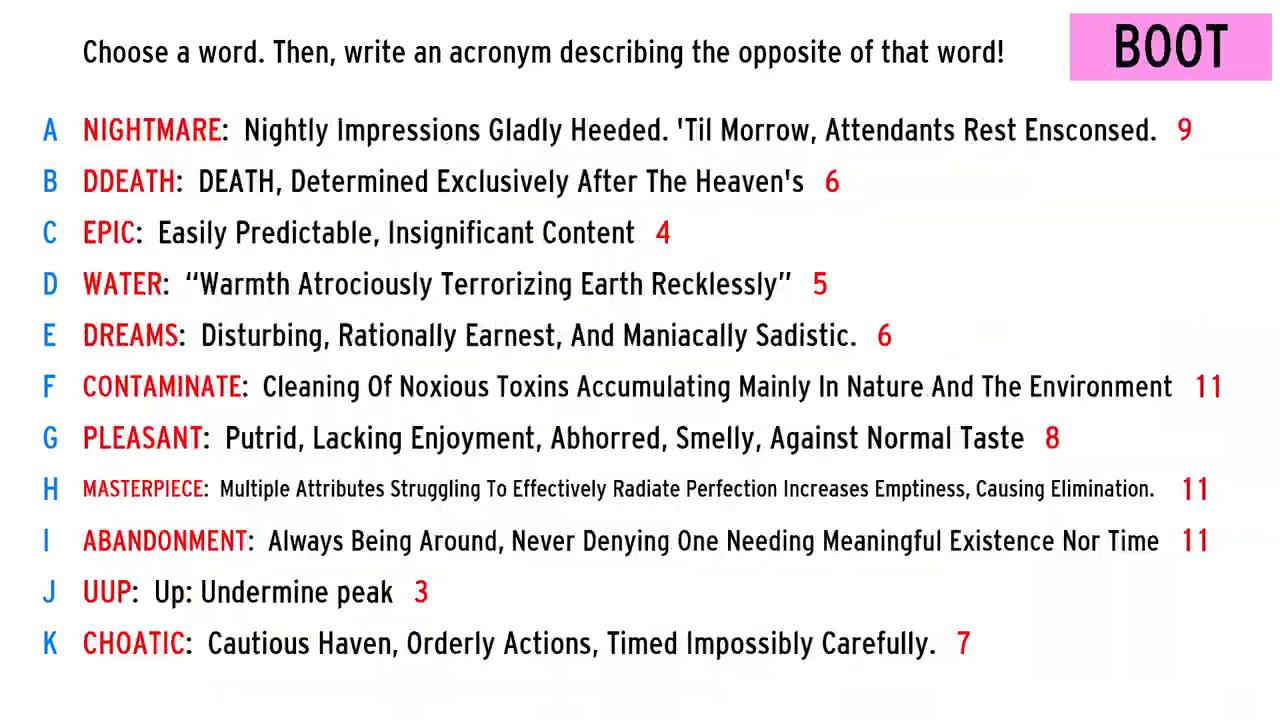 Choose a word. Then, write an acronym describing the opposite of that word!
BOOT
A NIGHTMARE: Nightly Impressions Gladly Heeded. 'Til Morrow, Attendants Rest Ensconsed. 9
B DDEATH: DEATH, Determined Exclusively After The Heaven's 6
C EPIC: Easily Predictable, Insignificant Content 4
D WATER: “Warmth Atrociously Terrorizing Earth Recklessly” 5
E DREAMS: Disturbing, Rationally Earnest, And Maniacally Sadistic. 6
F CONTAMINATE: Cleaning Of Noxious Toxins Accumulating Mainly In Nature And The Environment 11
G PLEASANT: Putrid, Lacking Enjoyment, Abhorred, Smelly, Against Normal Taste 8
H MASTERPIECE: Multiple Attributes Struggling To Effectively Radiate Perfection Increases Emptiness, Causing Elimination. 11
I ABANDONMENT: Always Being Around, Never Denying One Needing Meaningful Existence Nor Time 11
J UUP: Up: Undermine peak 3
K CHOATIC: Cautious Haven, Orderly Actions, Timed Impossibly Carefully. 7